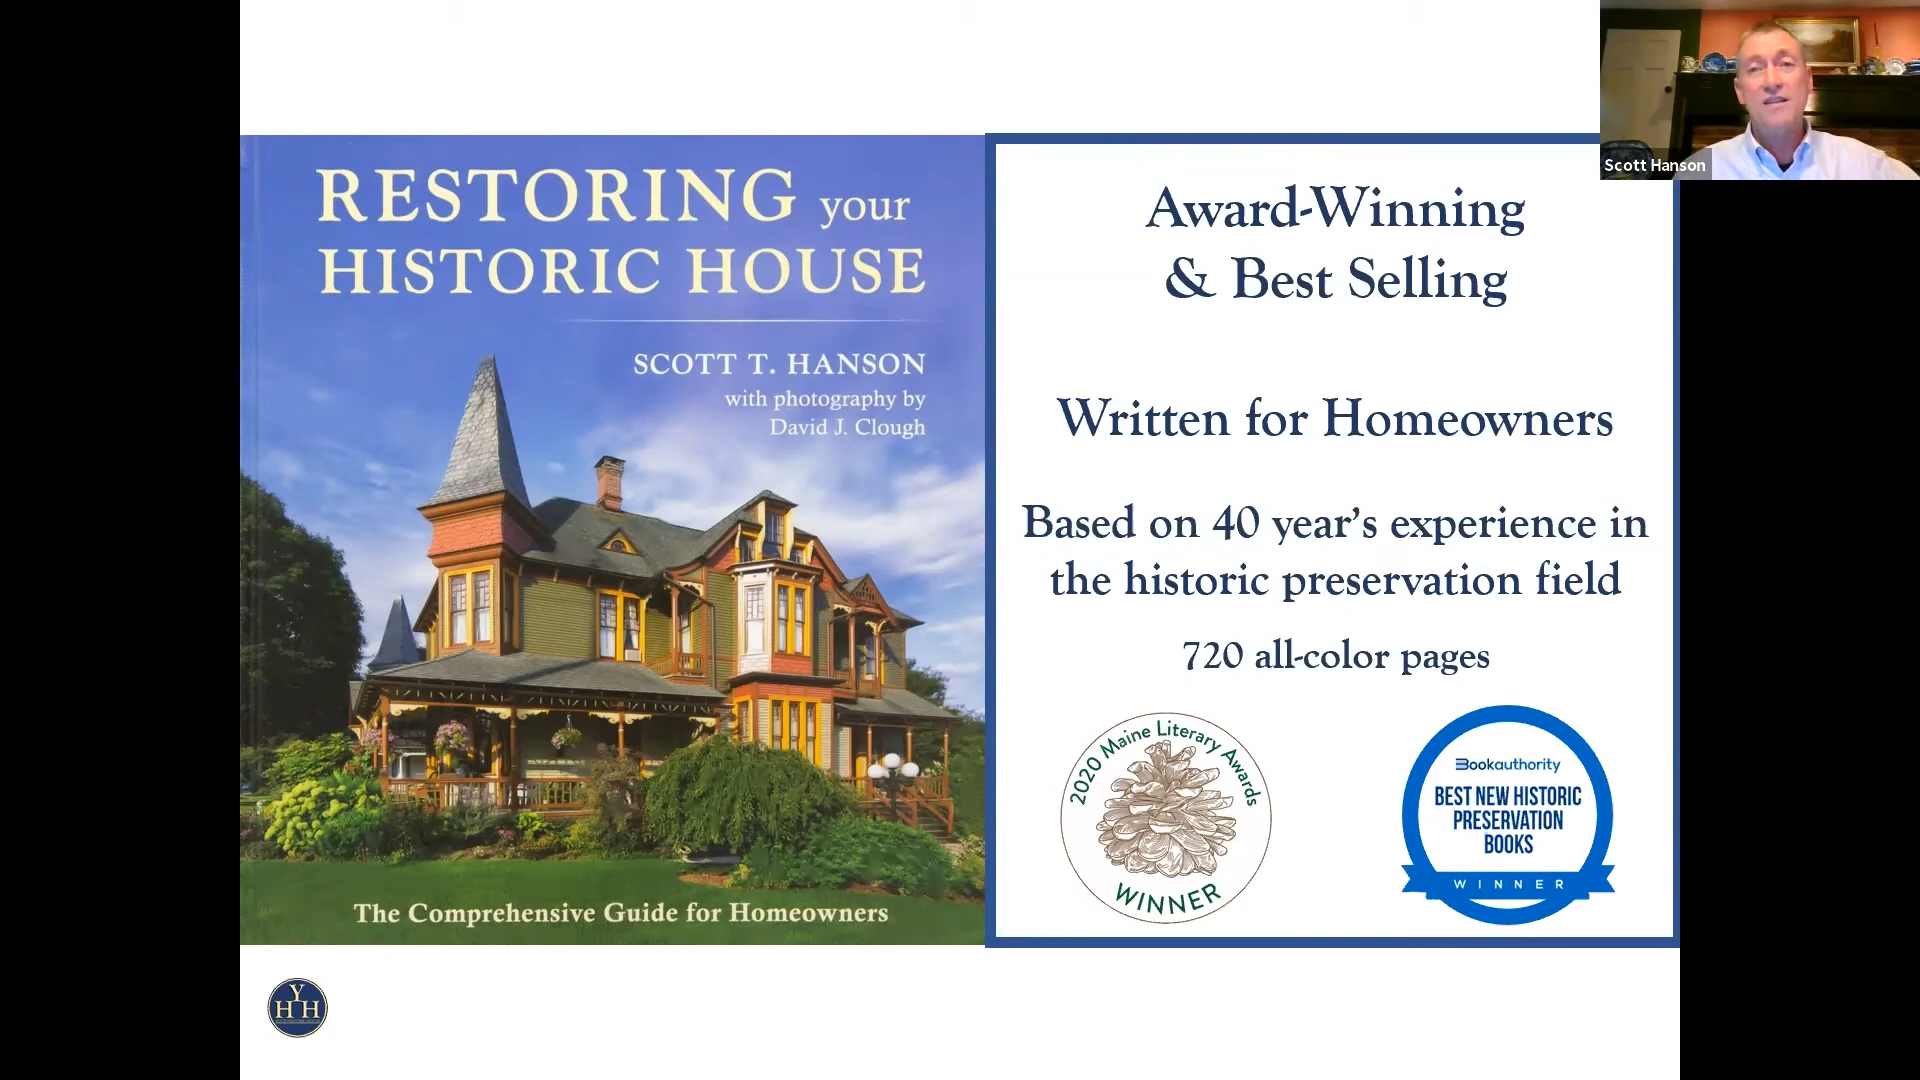 RESTORING your
HISTORIC HOUSE
SCOTT T. HANSON
with photography by
David J. Clough
The Comprehensive Guide for Homeowners
Award-Winning
& Best Selling
Written for Homeowners
Based on 40 year's experience in
the historic preservation field
720 all-color pages
2020 Maine Literary Awards
WINNER
Bookauthority
BEST NEW HISTORIC
PRESERVATION
BOOKS
WINNER
Scott Hanson
Y
H H